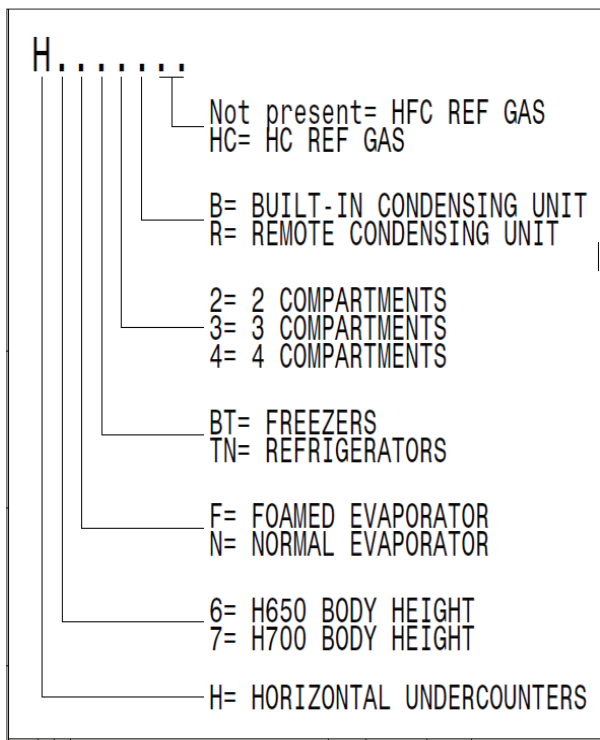 H.......
Not present= HFC REF GAS
HC= HC REF GAS
B= BUILT-IN CONDENSING UNIT
R= REMOTE CONDENSING UNIT
2= 2 COMPARTMENTS
3= 3 COMPARTMENTS
4= 4 COMPARTMENTS
BT= FREEZERS
TN= REFRIGERATORS
F= FOAMED EVAPORATOR
N= NORMAL EVAPORATOR
6= H650 BODY HEIGHT
7= H700 BODY HEIGHT
H= HORIZONTAL UNDERCOUNTERS